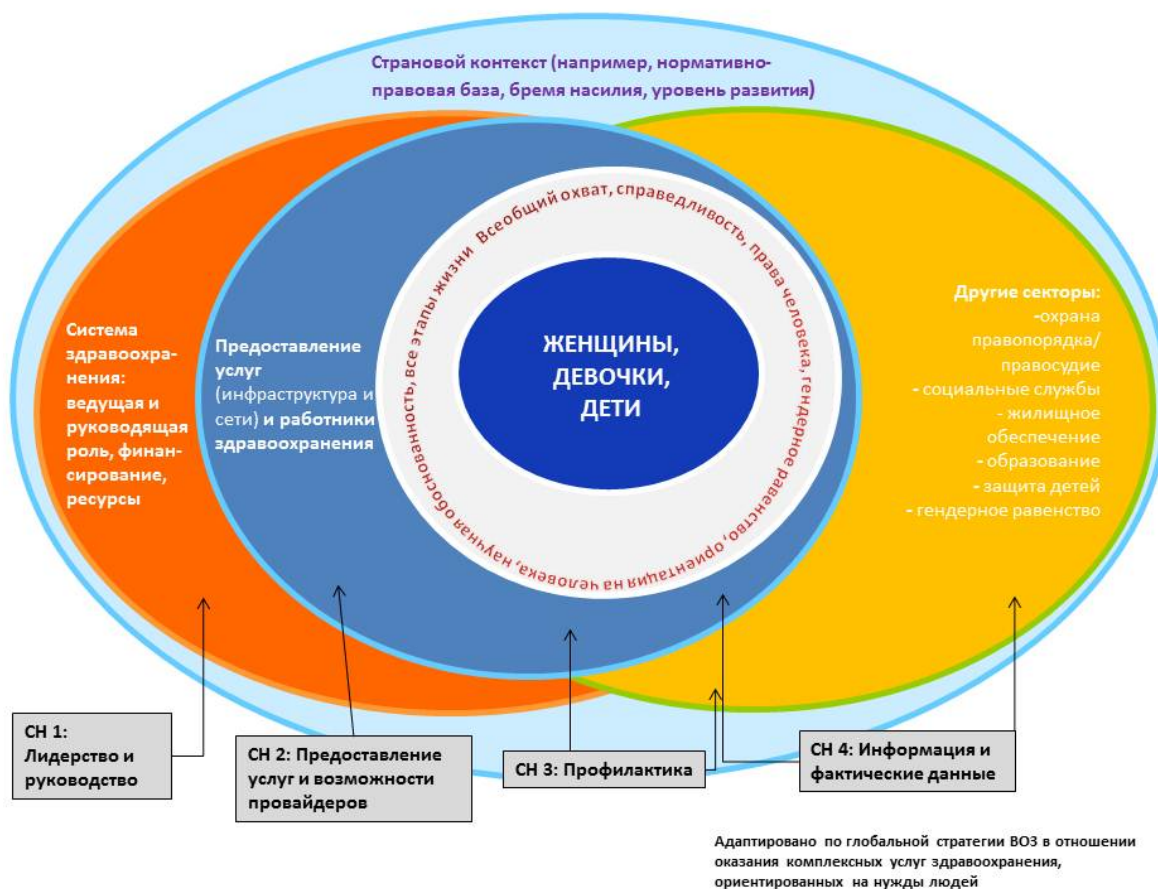 Страновой контекст (например, нормативно-
правовая база, бремя насилия, уровень развития)
Система
здравоохра-
нения:
ведущая и
руководящая
роль, финан-
сирование,
ресурсы
Предоставление
услуг
(инфраструктура и
сети) и работники
здравоохранения
Всеобщий охват, справедливость, права человека, гендерное равенство, ориентация на человека, научная обоснованность, все этапы жизни
ЖЕНЩИНЫ,
ДЕВОЧКИ,
ДЕТИ
Другие секторы:
-охрана
правопорядка/
правосудие
- социальные службы
- жилищное
обеспечение
- образование
- защита детей
- гендерное равенство
СН 1:
Лидерство и
руководство
СН 2: Предоставление
услуг и возможности
провайдеров
СН 3: Профилактика
СН 4: Информация и
фактические данные
Адаптировано по глобальной стратегии ВОЗ в отношении
оказания комплексных услуг здравоохранения,
ориентированных на нужды людей